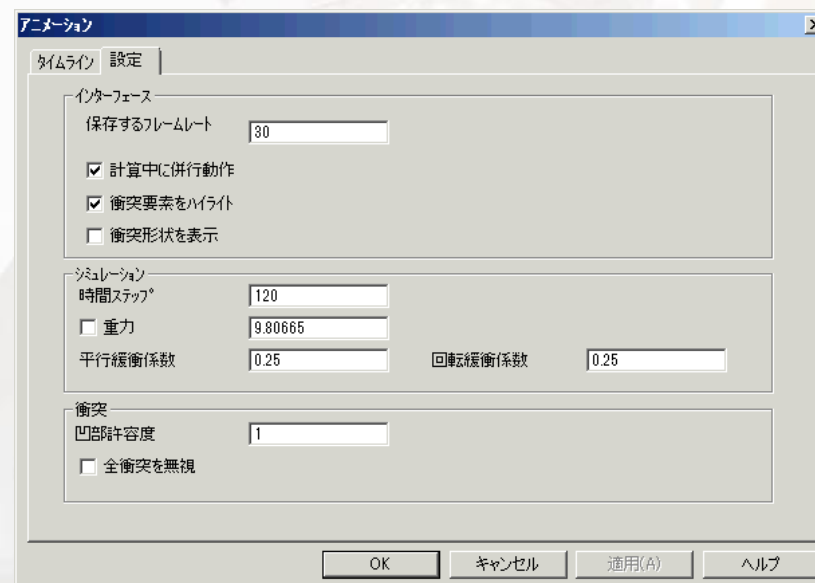 アニメーション
タイムライン 設定
インターフェース
保存するフレームレート 30
計算中に併行動作
衝突要素をハイライト
衝突形状を表示
シミュレーション
時間ステップ 120
重力 9.80665
平行緩衝係数 0.25 回転緩衝係数 0.25
衝突
凹部許容度 1
全衝突を無視
OK キャンセル 適用(A) ヘルプ